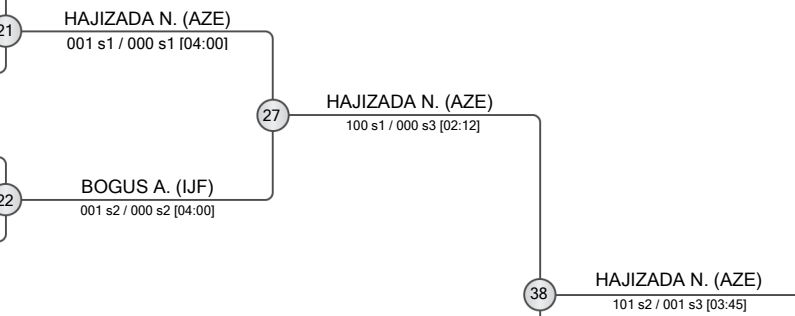 21
HAJIZADA N. (AZE)
001 s1 / 000 s1 [04:00]
27
HAJIZADA N. (AZE)
100 s1 / 000 s3 [02:12]
22
BOGUS A. (IJF)
001 s2 / 000 s2 [04:00]
38
HAJIZADA N. (AZE)
101 s2 / 001 s3 [03:45]